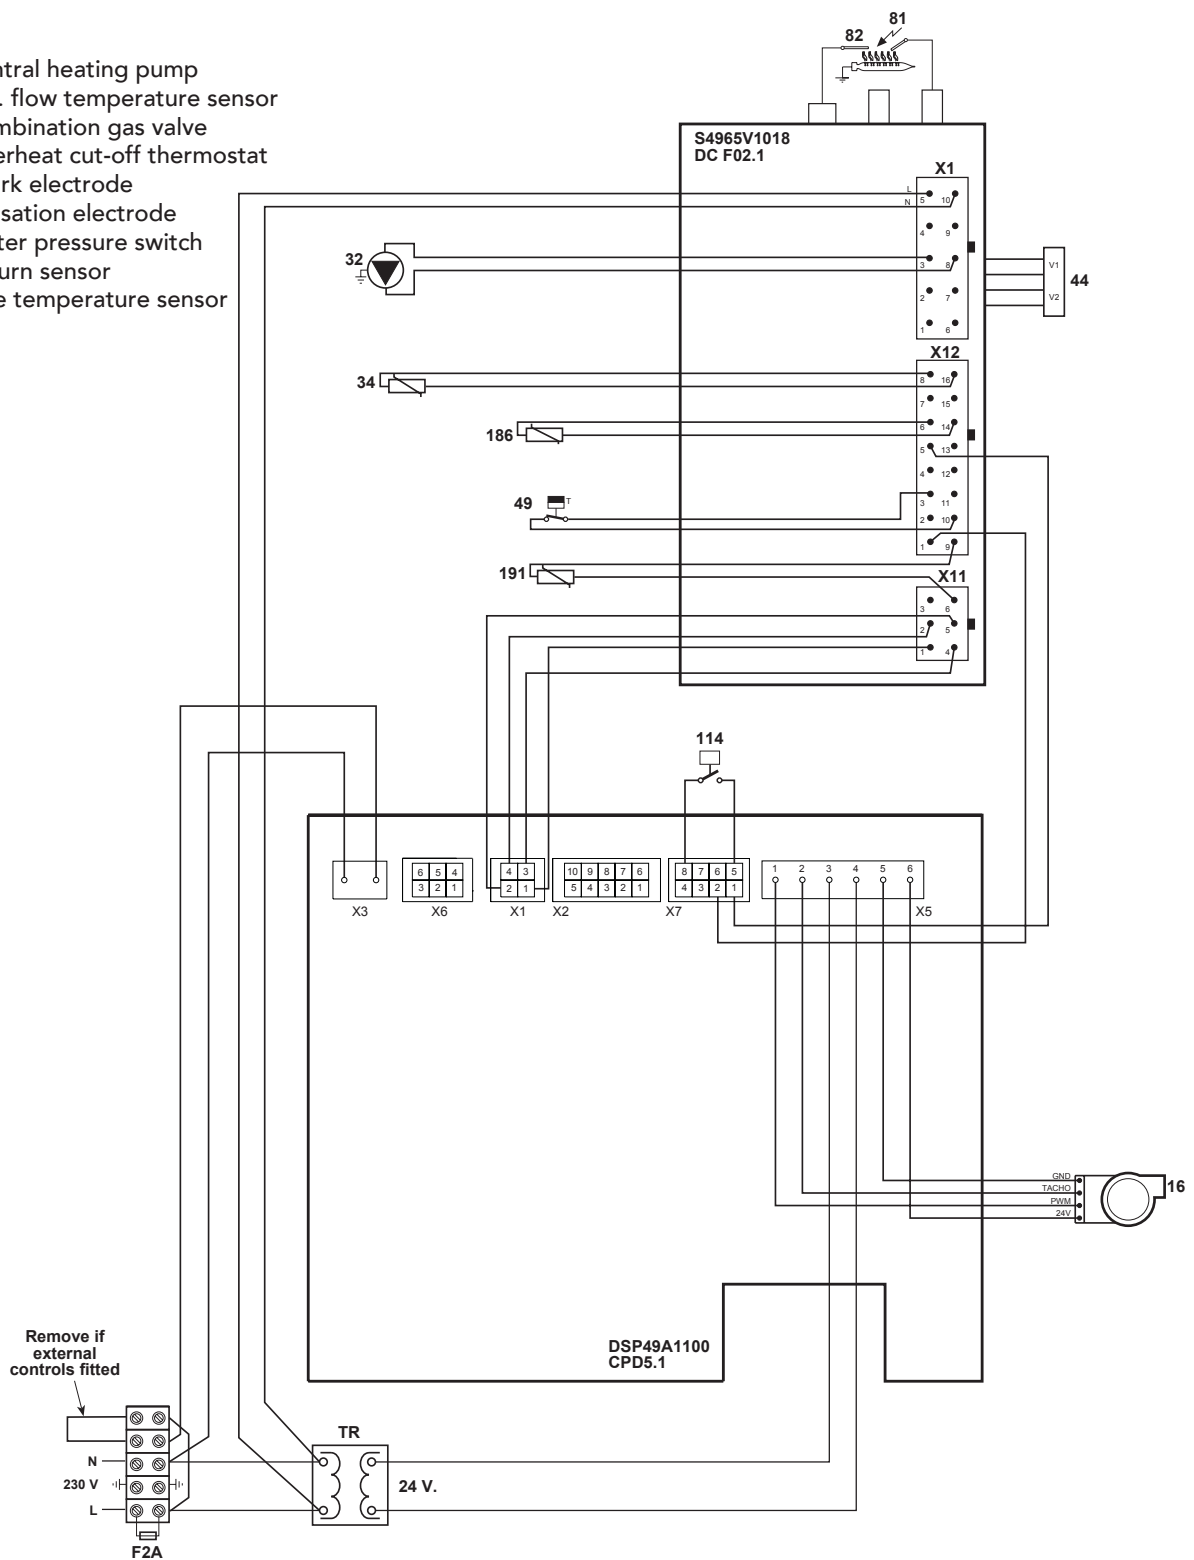 ntral heating pump
. flow temperature sensor
mbination gas valve
erheat cut-off thermostat
rk electrode
sation electrode
ter pressure switch
urn sensor
e temperature sensor
81
82
S4965V1018
DC F02.1
X1
L
N
5 10
4 9
3 8
2 7
1 6
32
V1
V2
44
X12
8 16
7 15
6 14
5 13
4 12
3 11
2 10
1 9
34
186
49
T
191
X11
3 6
2 5
1 4
114
6 5 4
3 2 1
4 3
2 1
10 9 8 7 6
5 4 3 2 1
8 7 6 5
4 3 2 1
1 2 3 4 5 6
X3
X6
X1
X2
X7
X5
GND
TACHO
PWM
24V
16
DSP49A1100
CPD5.1
Remove if
external
controls fitted
TR
24 V.
N
230 V
L
F2A